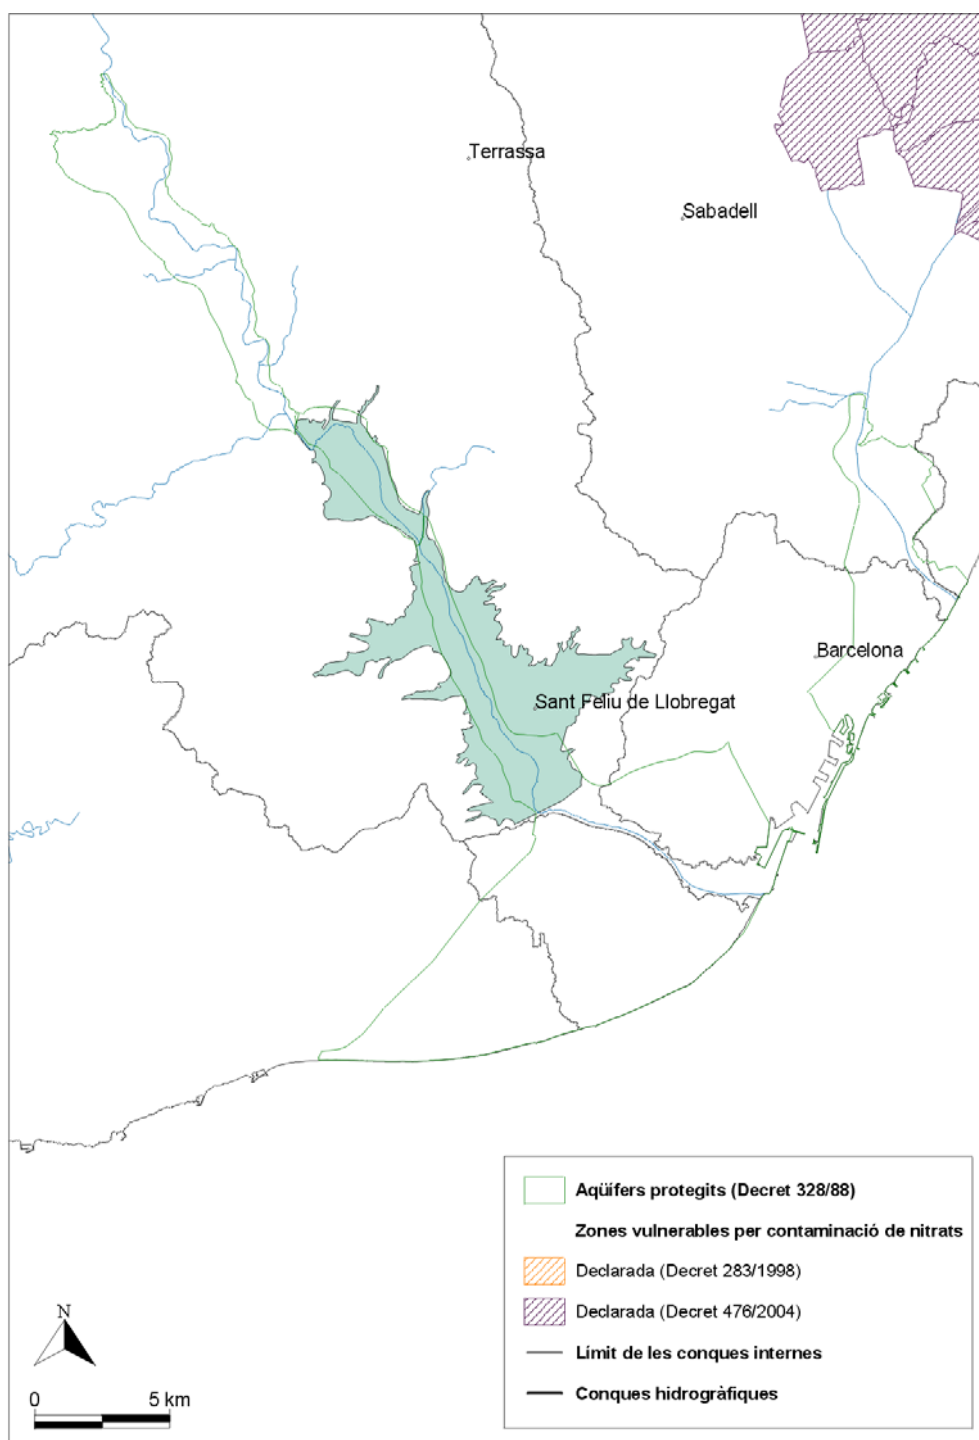 Terrassa
Sabadell
Barcelona
Sant Feliu de Llobregat
Aqüífers protegits (Decret 328/88)
Zones vulnerables per contaminació de nitrats
Declarada (Decret 283/1998)
Declarada (Decret 476/2004)
Límit de les conques internes
Conques hidrogràfiques
N
0 5 km